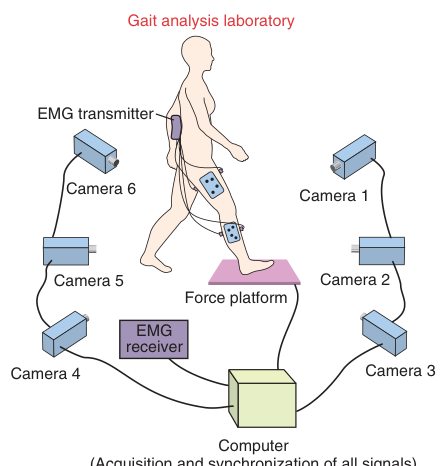 Gait analysis laboratory
EMG transmitter
Camera 6
Camera 1
Camera 5
Camera 2
Force platform
EMG
receiver
Camera 4
Camera 3
Computer
(Acquisition and synchronization of all signals)